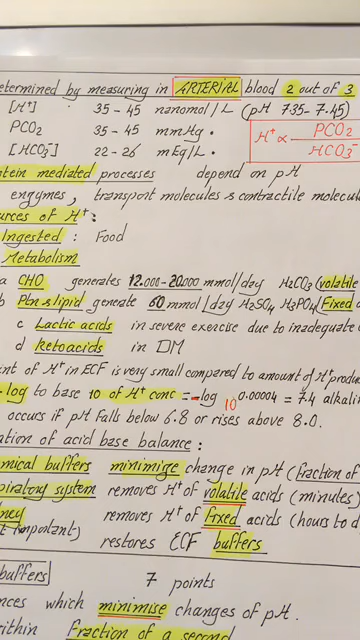 etermined by measuring in ARTERIAL blood 2 out of 3
[H⁺] 35 - 45 nanomol/L (pH 7.35 - 7.45)
PCO2 35 - 45 mmHg.
[HCO3⁻] 22 - 26 mEq/L.
H⁺ ∝ PCO2 / HCO3⁻
otein mediated processes depend on pH
enzymes, transport molecules & contractile molecule
urces of H⁺:
Ingested : Food
Metabolism
a CHO generates 12.000 - 20.000 mmol/day H2CO3 (volatile
b Ptn & lipid generate 60 mmol/day H2SO4 H3PO4 (Fixed
c Lactic acids in severe exercise due to inadequate
d ketoacids in DM
unt of H⁺ in ECF is very small compared to amount of H⁺ produ
-log to base 10 of H⁺ conc = -log 10 0.00004 = 7.4 alkalin
occurs if pH Falls below 6.8 or rises above 8.0.
ation of acid base balance :
mical buffers minimize change in pH (fraction of
piratory system removes H⁺ of volatile acids (minutes)
ney removes H⁺ of fixed acids (hours to d
t important) restores ECF buffers
buffers 7 points
nces which minimise changes of pH.
ithin fraction of a second